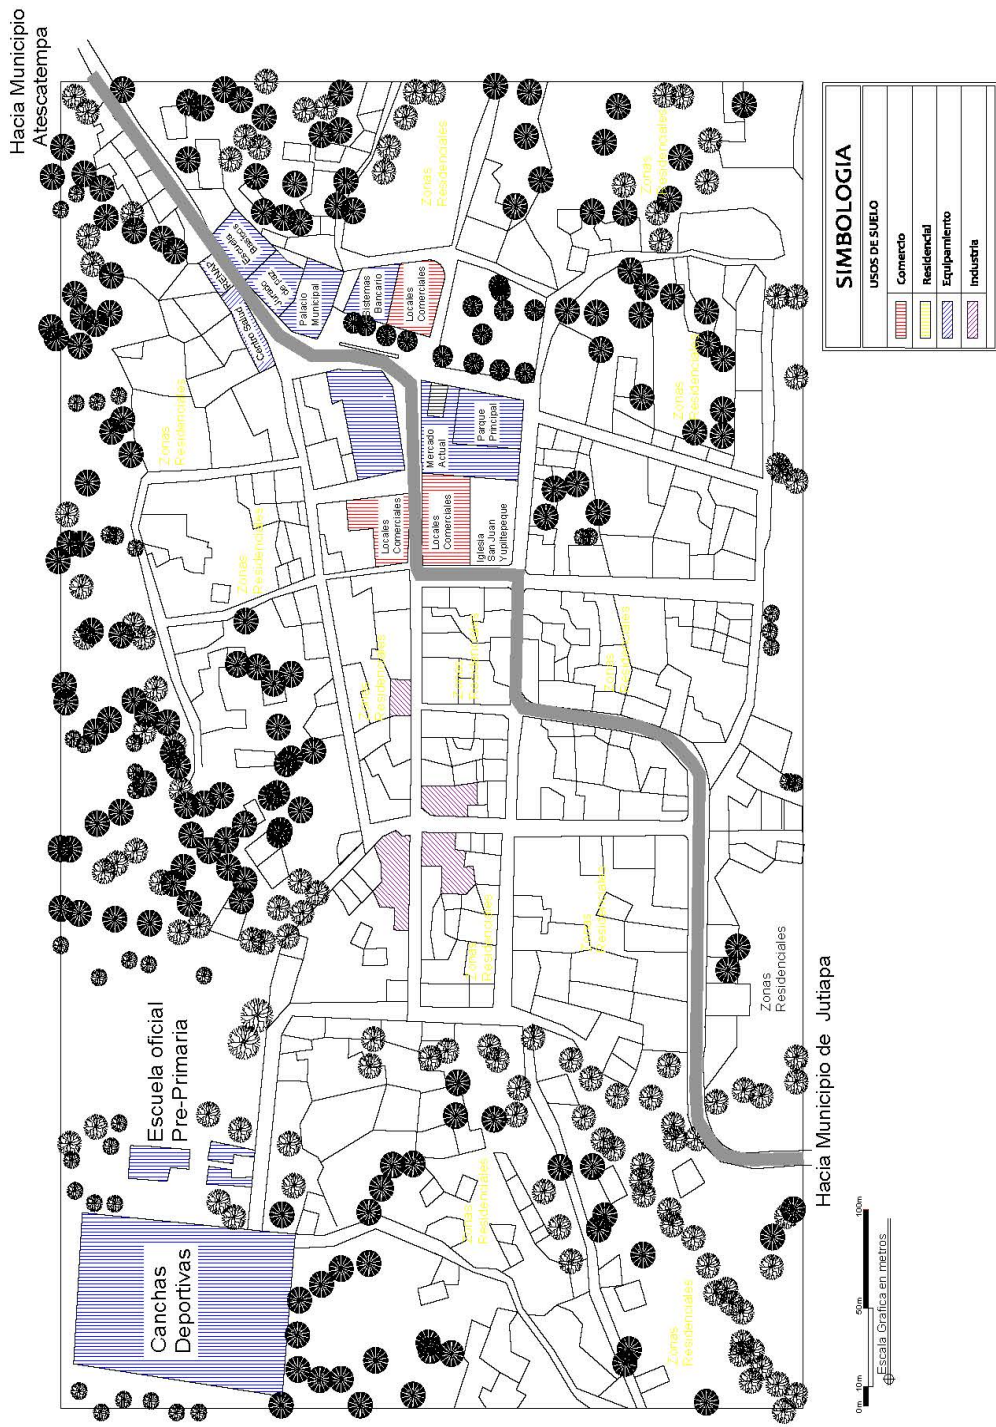 Hacia Municipio
Atescatempa
Zonas
Residenciales
Zonas
Residenciales
Zonas
Residenciales
RENAP
Escuela
Juzgado
de paz
Centro Salud
Palacio
Municipal
Sistemas
Bancario
Locales
Comerciales
Zonas
Residenciales
Zonas
Residenciales
Mercado
Actual
Parque
Principal
Locales
Comerciales
Locales
Comerciales
Iglesia
San Juan
Yupiltepeque
Zonas
Residenciales
Zonas
Residenciales
Zonas
Residenciales
Zonas
Residenciales
Zonas
Residenciales
Zonas
Residenciales
Zonas
Residenciales
Escuela oficial
Pre-Primaria
Canchas
Deportivas
Zonas
Residenciales
Zonas
Residenciales
Hacia Municipio de Jutiapa
SIMBOLOGIA
USOS DE SUELO
Comercio
Residencial
Equipamiento
Industria
0m 10m 50m 100m
Escala Grafica en metros